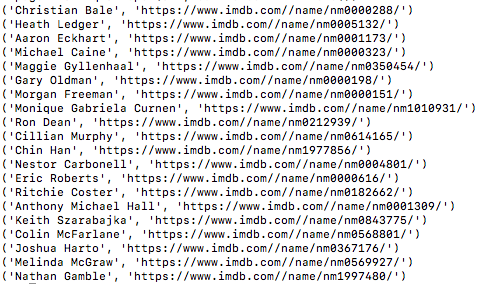 ('Christian Bale', 'https://www.imdb.com//name/nm0000288/')
('Heath Ledger', 'https://www.imdb.com//name/nm0005132/')
('Aaron Eckhart', 'https://www.imdb.com//name/nm0001173/')
('Michael Caine', 'https://www.imdb.com//name/nm0000323/')
('Maggie Gyllenhaal', 'https://www.imdb.com//name/nm0350454/')
('Gary Oldman', 'https://www.imdb.com//name/nm0000198/')
('Morgan Freeman', 'https://www.imdb.com//name/nm0000151/')
('Monique Gabriela Curnen', 'https://www.imdb.com//name/nm1010931/')
('Ron Dean', 'https://www.imdb.com//name/nm0212939/')
('Cillian Murphy', 'https://www.imdb.com//name/nm0614165/')
('Chin Han', 'https://www.imdb.com//name/nm1977856/')
('Nestor Carbonell', 'https://www.imdb.com//name/nm0004801/')
('Eric Roberts', 'https://www.imdb.com//name/nm0000616/')
('Ritchie Coster', 'https://www.imdb.com//name/nm0182662/')
('Anthony Michael Hall', 'https://www.imdb.com//name/nm0001309/')
('Keith Szarabajka', 'https://www.imdb.com//name/nm0843775/')
('Colin McFarlane', 'https://www.imdb.com//name/nm0568801/')
('Joshua Harto', 'https://www.imdb.com//name/nm0367176/')
('Melinda McGraw', 'https://www.imdb.com//name/nm0569927/')
('Nathan Gamble', 'https://www.imdb.com//name/nm1997480/')